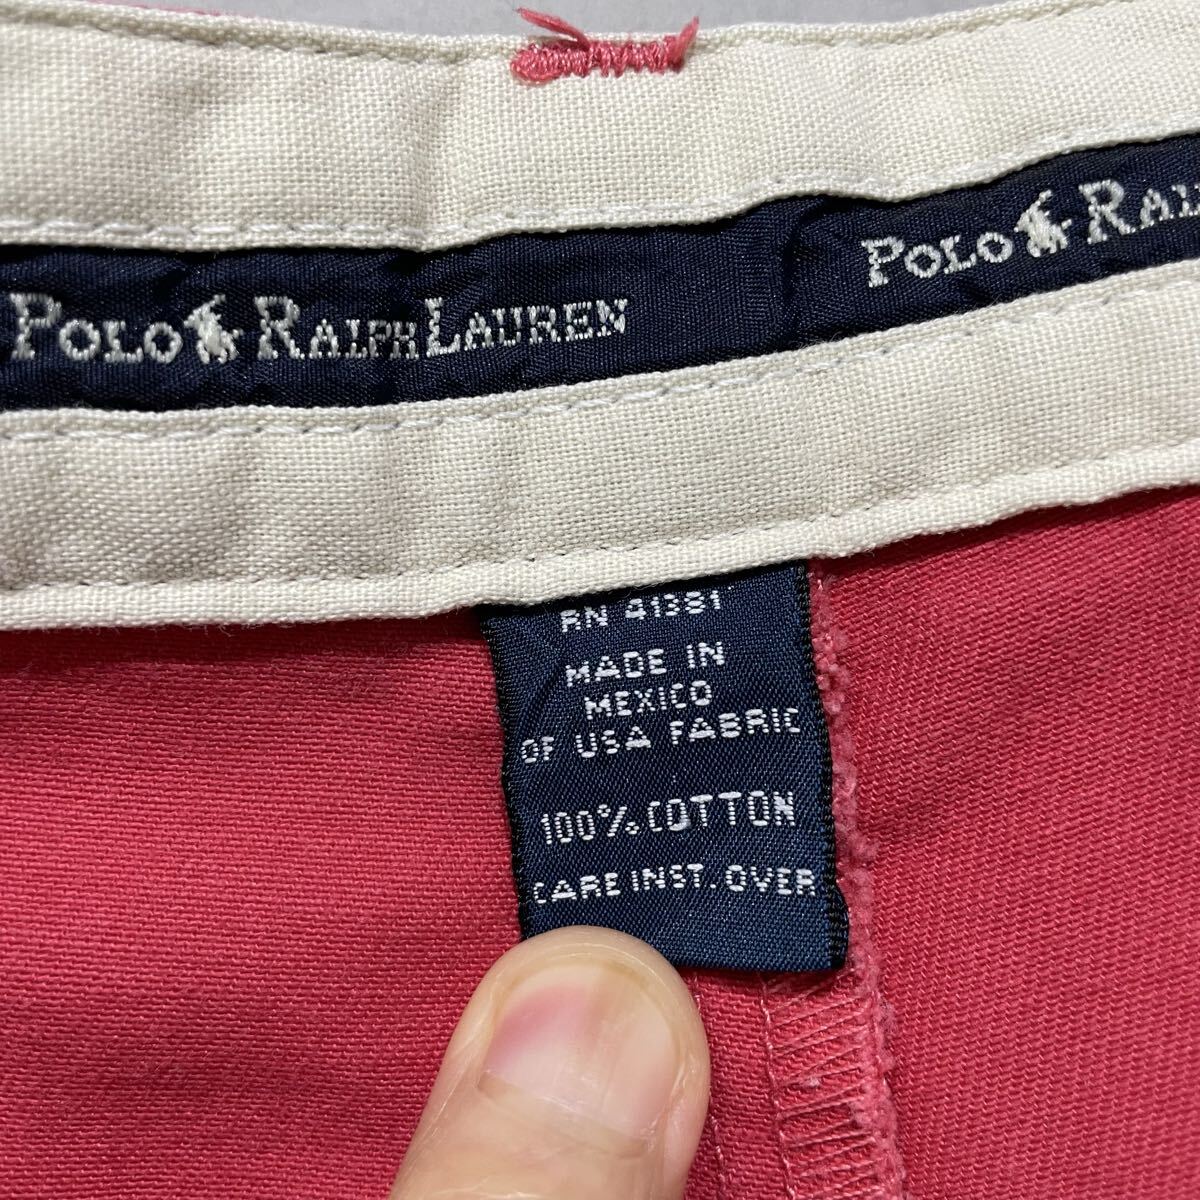 POLO RALPH LAUREN
POLO RAL
RN 41381
MADE IN
MEXICO
OF USA FABRIC
100% COTTON
CARE INST. OVER